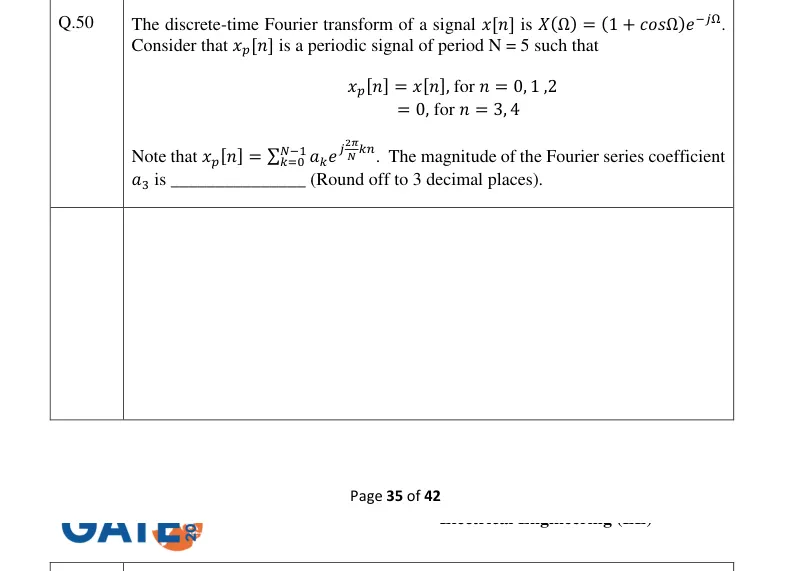 Q.50
The discrete-time Fourier transform of a signal x[n] is X(Ω) = (1 + cosΩ)e^{−jΩ}.
Consider that x_p[n] is a periodic signal of period N = 5 such that
x_p[n] = x[n], for n = 0, 1 ,2
= 0, for n = 3, 4
Note that x_p[n] = ∑_{k=0}^{N−1} a_k e^{j\frac{2π}{N}kn}. The magnitude of the Fourier series coefficient
a_3 is _______________ (Round off to 3 decimal places).
Page 35 of 42
GATE 20